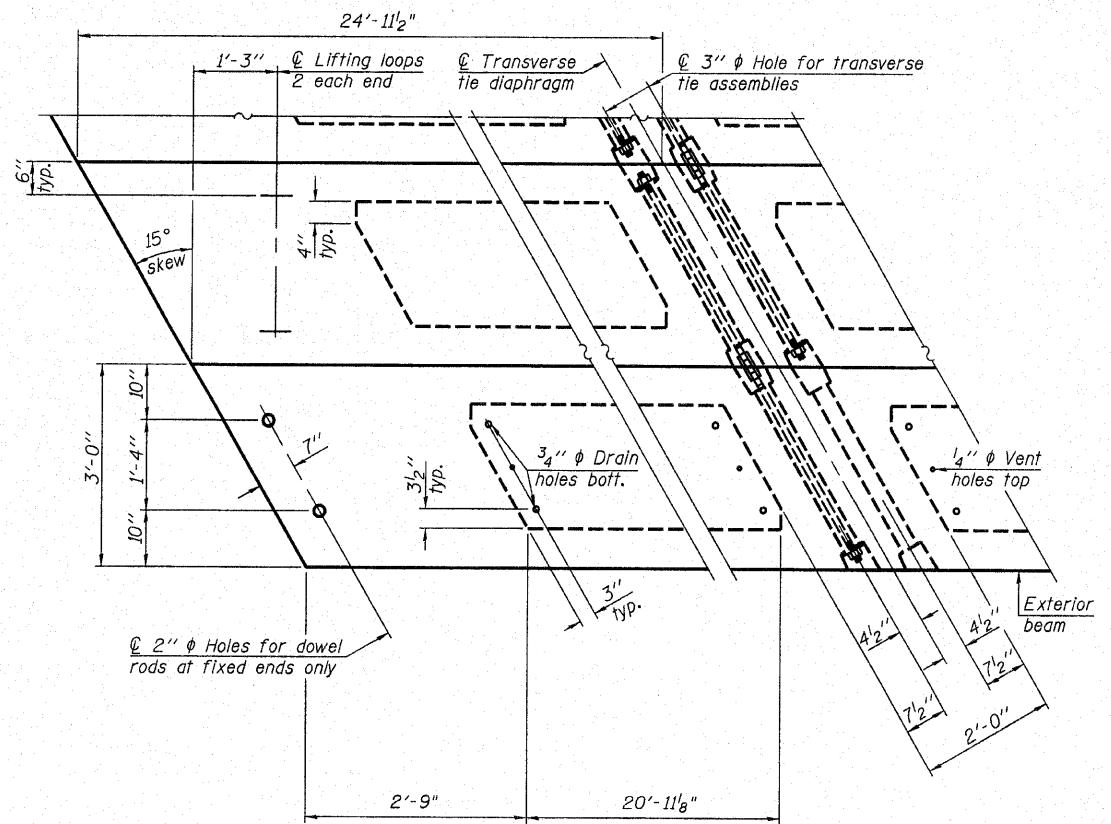 24'-11½"
1'-3"
℄ Lifting loops
2 each end
℄ Transverse
tie diaphragm
℄ 3" ϕ Hole for transverse
tie assemblies
6"
typ.
15°
skew
4"
typ.
3'-0"
10"
1'-4"
10"
7"
3½"
typ.
¾" ϕ Drain
holes bott.
¼" ϕ Vent
holes top
3"
typ.
℄ 2" ϕ Holes for dowel
rods at fixed ends only
Exterior
beam
4½"
7½"
4½"
7½"
2'-0"
2'-9"
20'-11⅛"